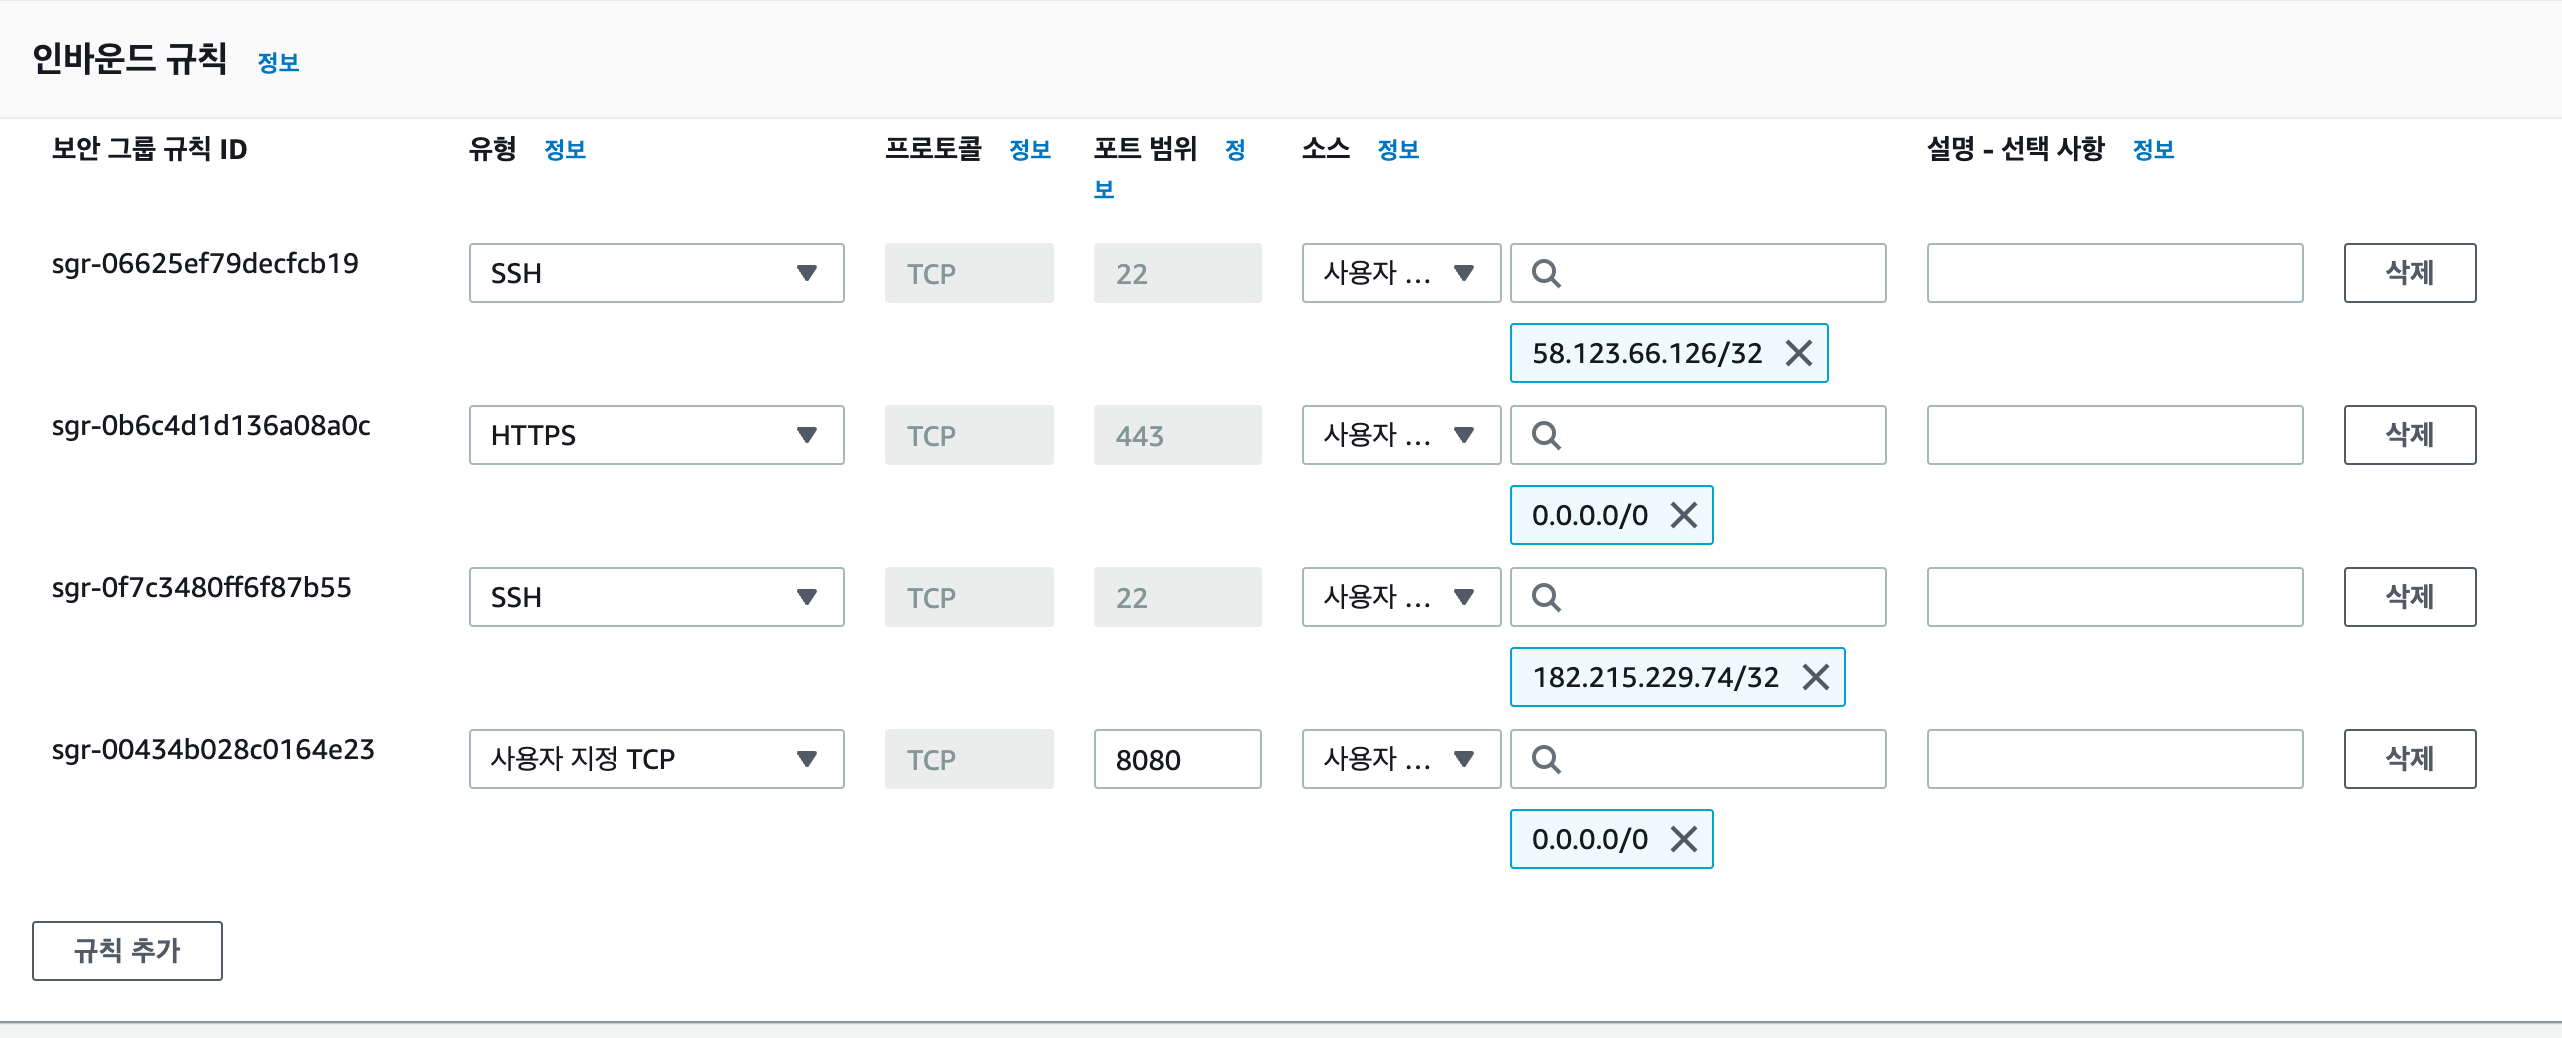 인바운드 규칙 정보
보안 그룹 규칙 ID 유형 정보 프로토콜 정보 포트 범위 정보 소스 정보 설명 - 선택 사항 정보
sgr-06625ef79decfcb19 SSH TCP 22 사용자 ... 삭제
58.123.66.126/32
sgr-0b6c4d1d136a08a0c HTTPS TCP 443 사용자 ... 삭제
0.0.0.0/0
sgr-0f7c3480ff6f87b55 SSH TCP 22 사용자 ... 삭제
182.215.229.74/32
sgr-00434b028c0164e23 사용자 지정 TCP TCP 8080 사용자 ... 삭제
0.0.0.0/0
규칙 추가